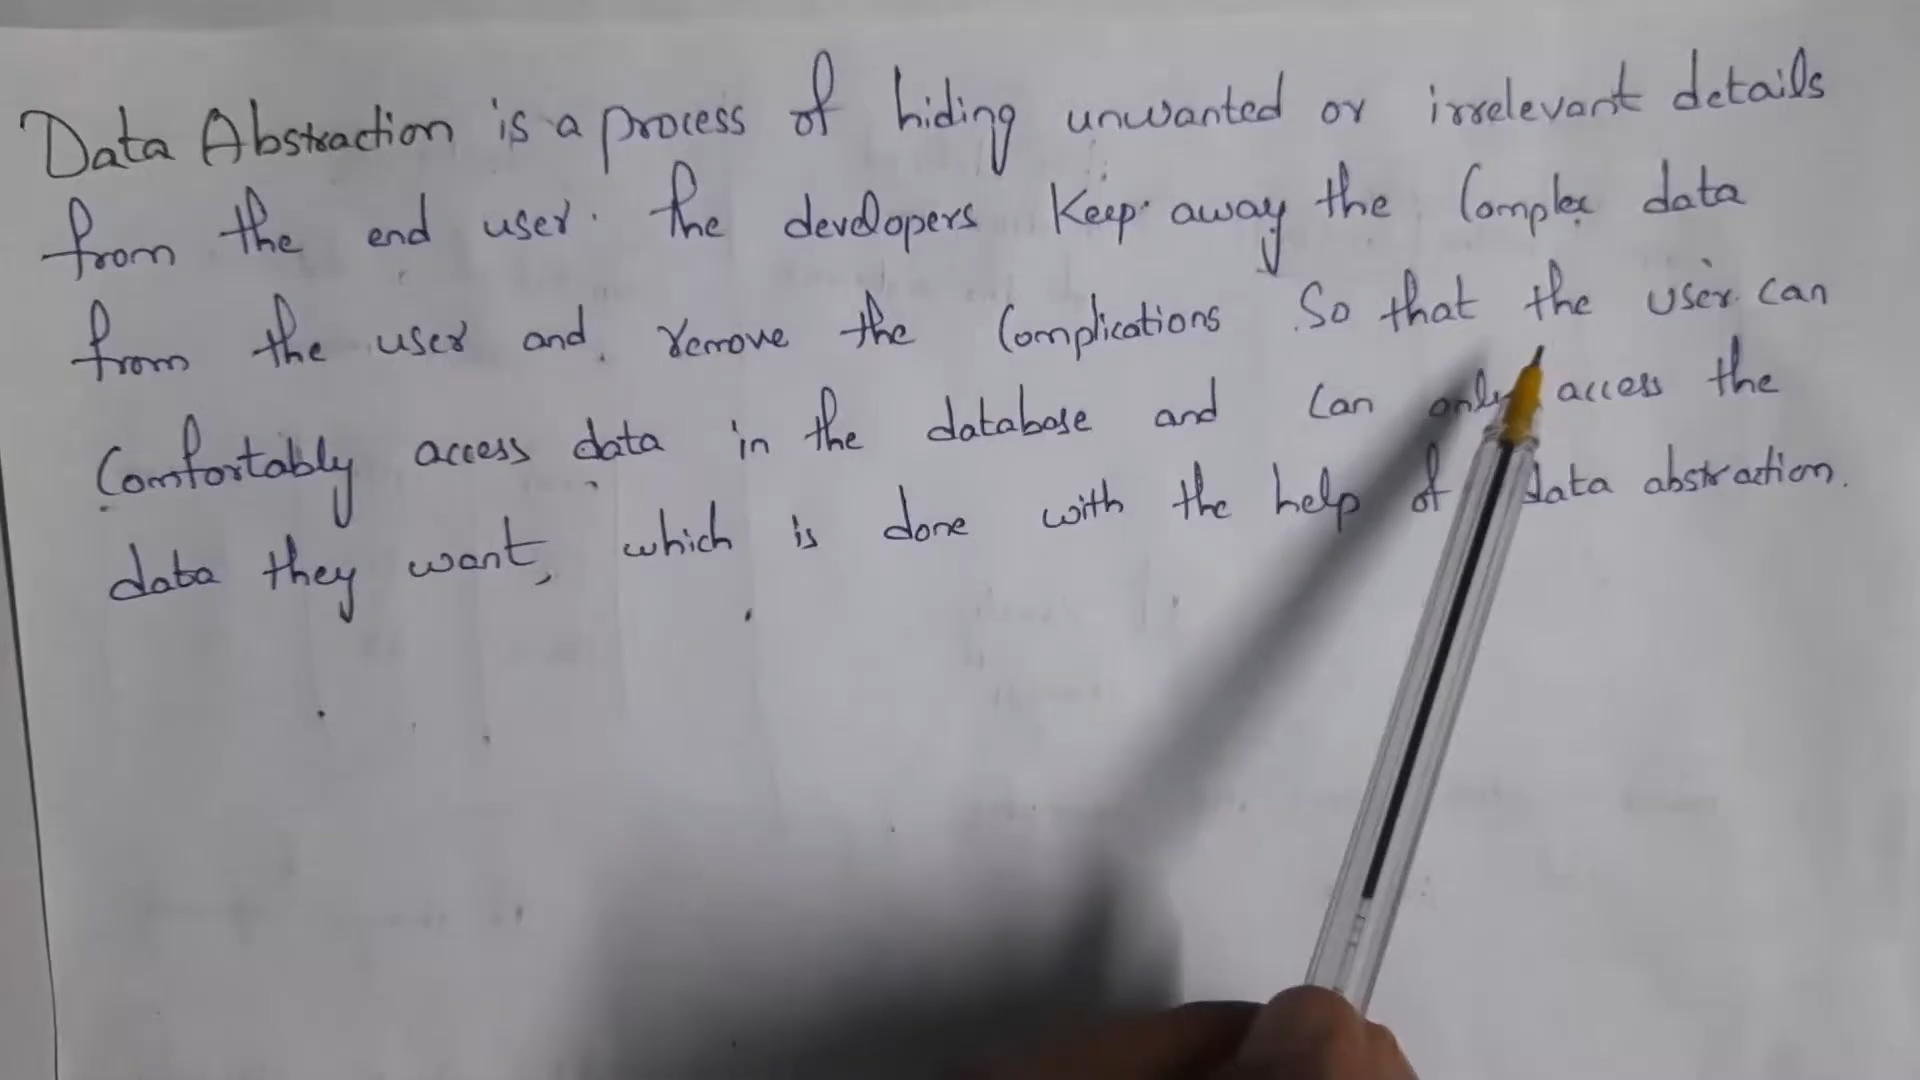 Data Abstraction is a process of hiding unwanted or irrelevant details
from the end user. the developers Keep away the Complex data
from the user and remove the Complications So that the user can
Comfortably access data in the database and can only access the
data they want, which is done with the help of data abstraction.